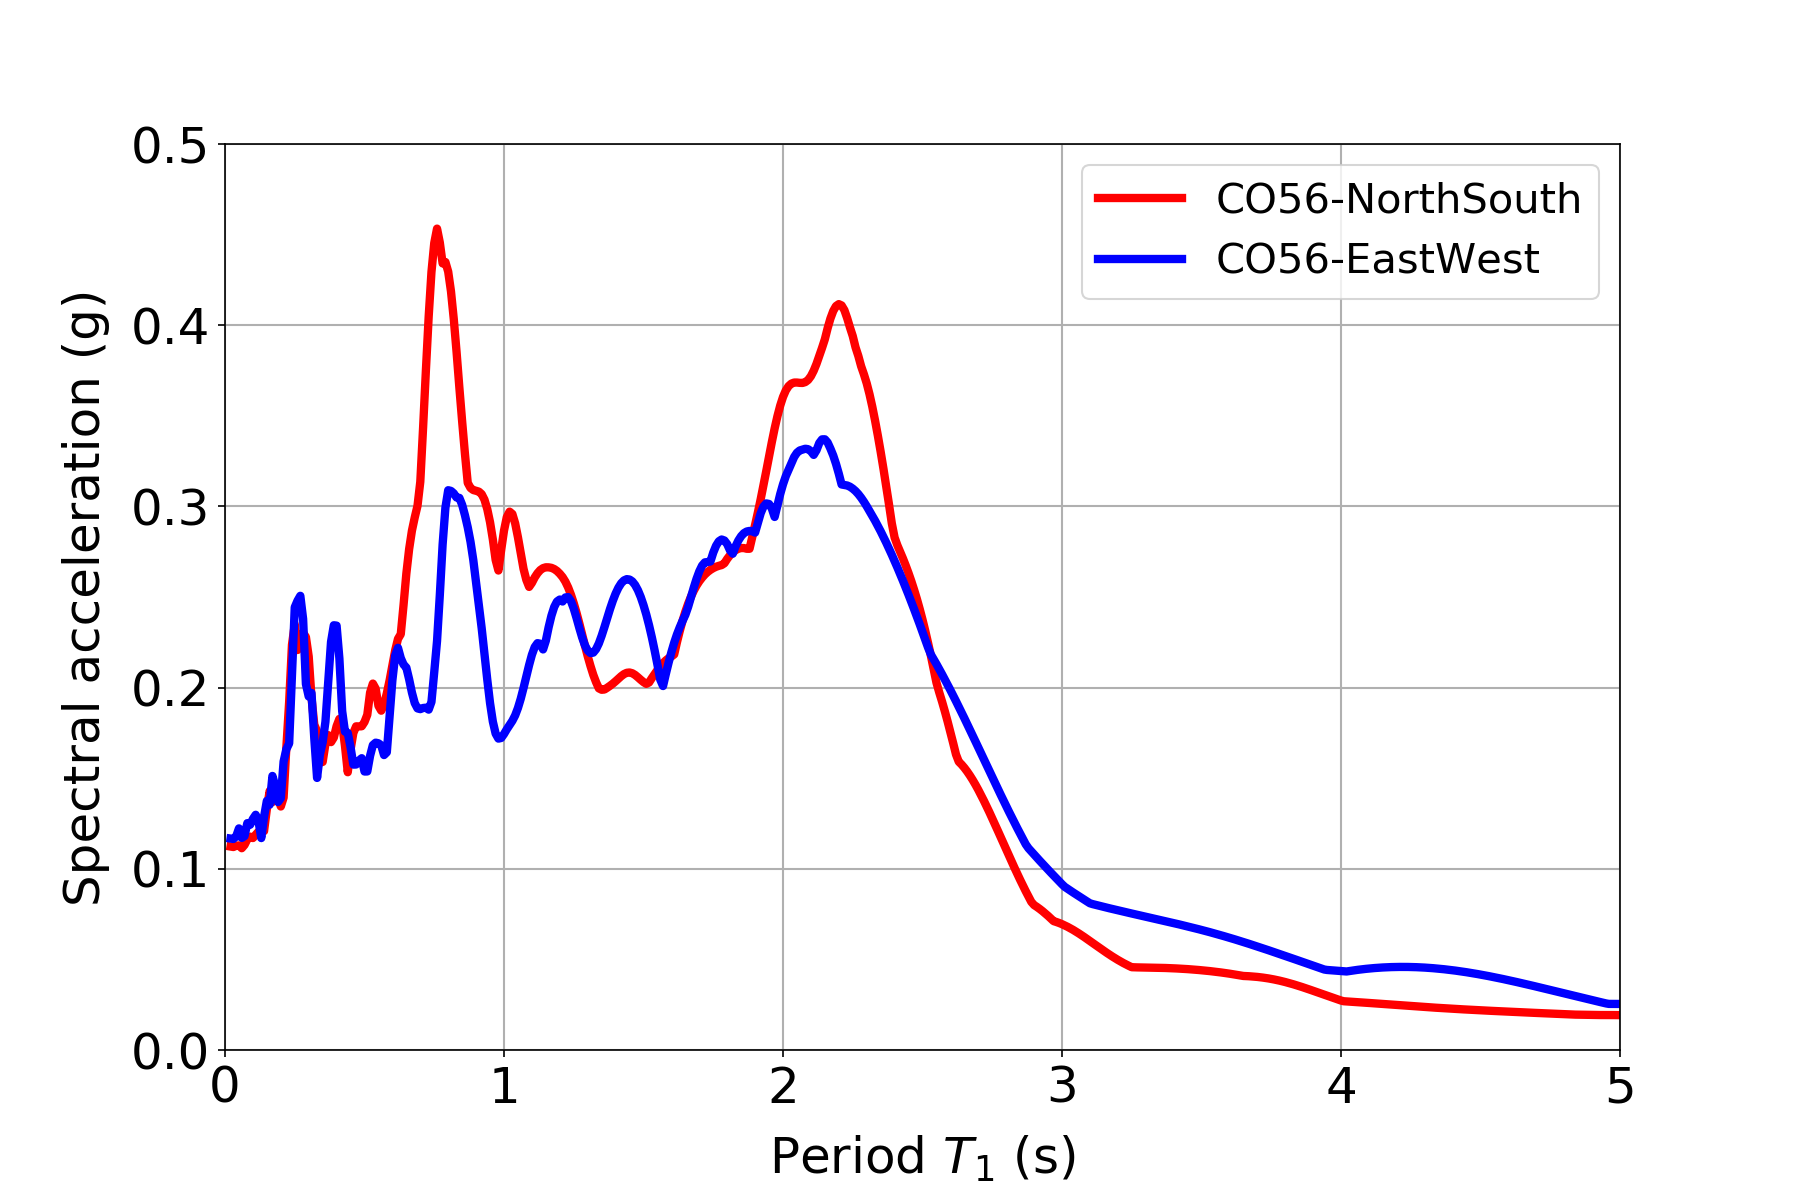 CO56-NorthSouth
CO56-EastWest
Spectral acceleration (g)
0.5
0.4
0.3
0.2
0.1
0.0
0 1 2 3 4 5
Period T₁ (s)